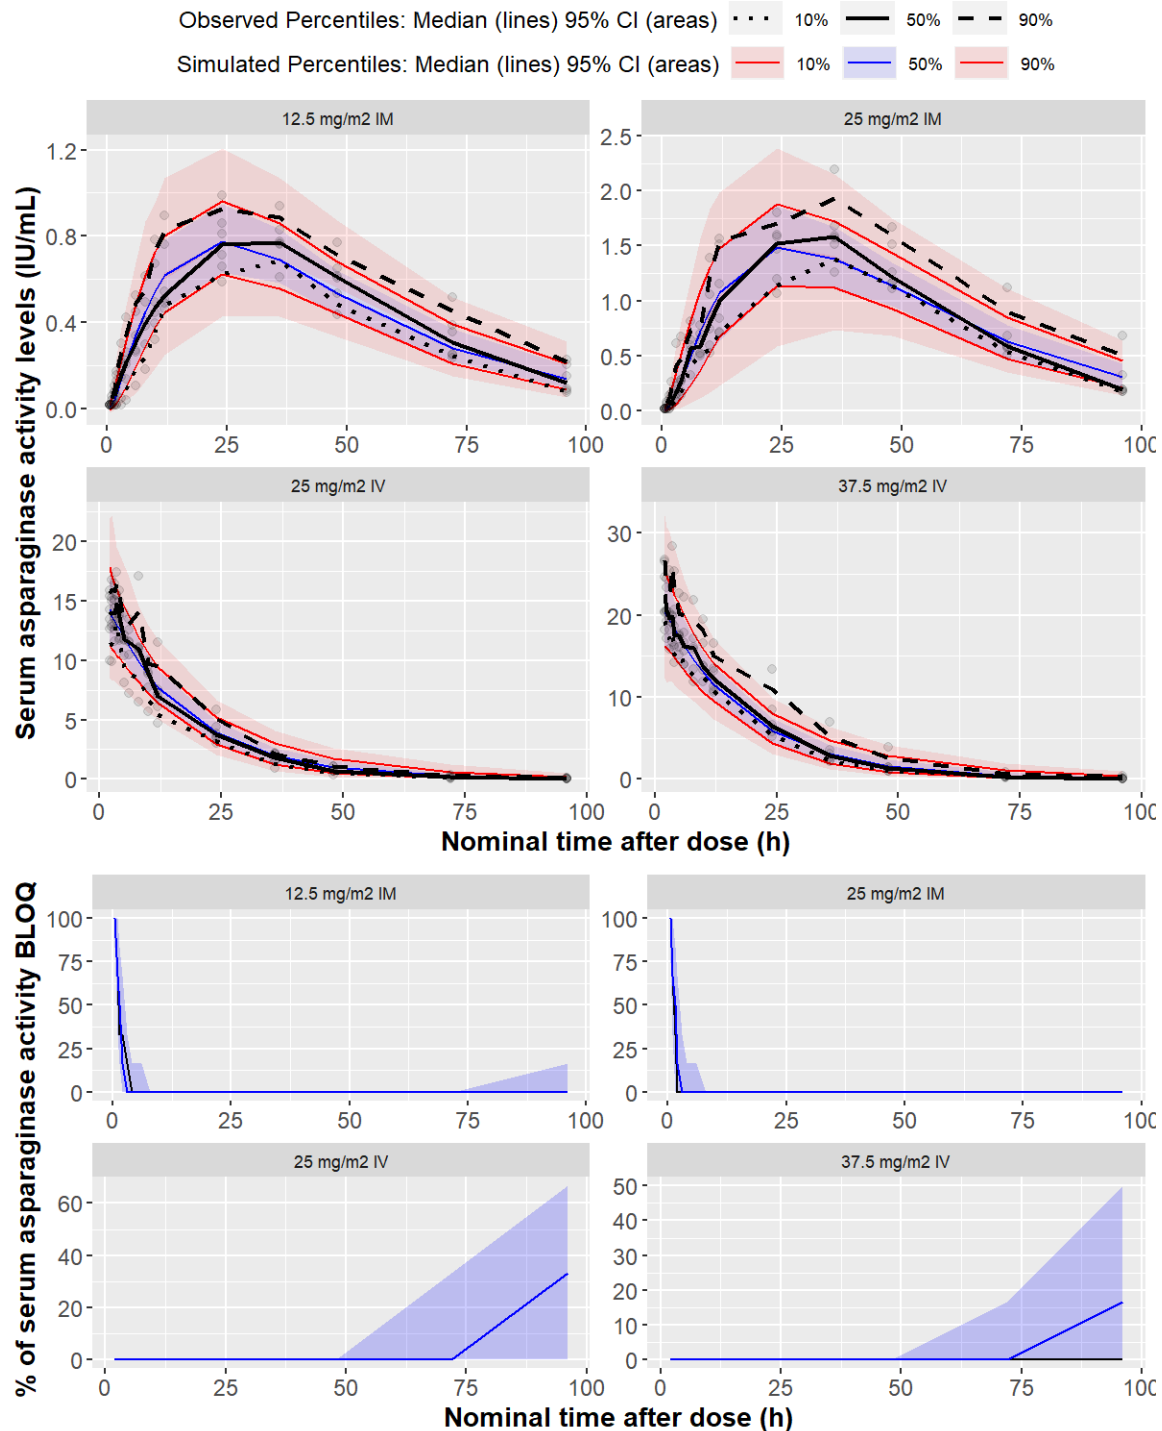 Observed Percentiles: Median (lines) 95% CI (areas) 10% 50% 90%
Simulated Percentiles: Median (lines) 95% CI (areas) 10% 50% 90%
12.5 mg/m2 IM 25 mg/m2 IM
Serum asparaginase activity levels (IU/mL)
1.2
0.8
0.4
0.0
0 25 50 75 100
2.5
2.0
1.5
1.0
0.5
0.0
0 25 50 75 100
25 mg/m2 IV 37.5 mg/m2 IV
20
15
10
5
0
0 25 50 75 100
30
20
10
0
0 25 50 75 100
Nominal time after dose (h)
% of serum asparaginase activity BLOQ
12.5 mg/m2 IM 25 mg/m2 IM
100
75
50
25
0
0 25 50 75 100
100
75
50
25
0
0 25 50 75 100
25 mg/m2 IV 37.5 mg/m2 IV
60
40
20
0
0 25 50 75 100
50
40
30
20
10
0
0 25 50 75 100
Nominal time after dose (h)